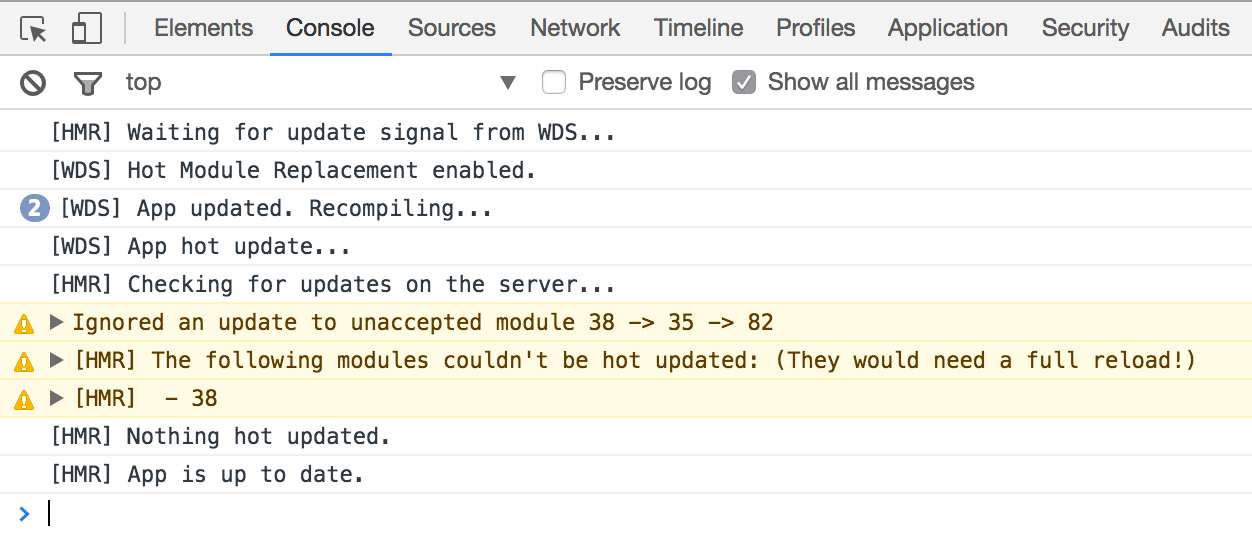 Elements Console Sources Network Timeline Profiles Application Security Audits
top Preserve log Show all messages
[HMR] Waiting for update signal from WDS...
[WDS] Hot Module Replacement enabled.
2 [WDS] App updated. Recompiling...
[WDS] App hot update...
[HMR] Checking for updates on the server...
Ignored an update to unaccepted module 38 -> 35 -> 82
[HMR] The following modules couldn't be hot updated: (They would need a full reload!)
[HMR]  - 38
[HMR] Nothing hot updated.
[HMR] App is up to date.